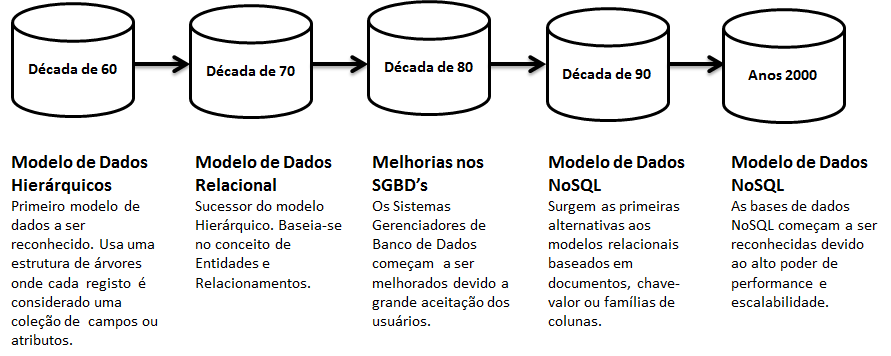 Década de 60
Década de 70
Década de 80
Década de 90
Anos 2000
Modelo de Dados
Hierárquicos
Primeiro modelo de
dados a ser
reconhecido. Usa uma
estrutura de árvores
onde cada registo é
considerado uma
coleção de campos ou
atributos.
Modelo de Dados
Relacional
Sucessor do modelo
Hierárquico. Baseia-se
no conceito de
Entidades e
Relacionamentos.
Melhorias nos
SGBD’s
Os Sistemas
Gerenciadores de
Banco de Dados
começam a ser
melhorados devido a
grande aceitação dos
usuários.
Modelo de Dados
NoSQL
Surgem as primeiras
alternativas aos
modelos relacionais
baseados em
documentos, chave-
valor ou famílias de
colunas.
Modelo de Dados
NoSQL
As bases de dados
NoSQL começam a ser
reconhecidas devido
ao alto poder de
performance e
escalabilidade.